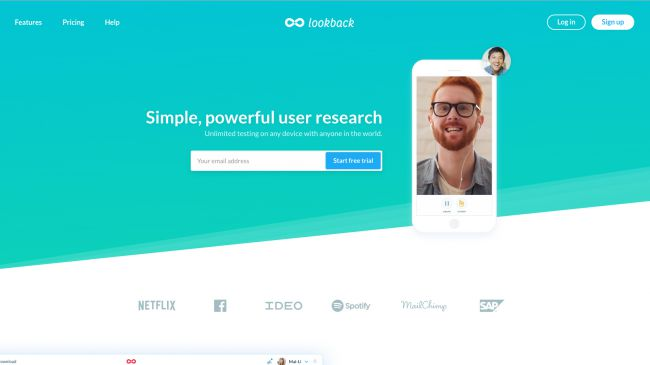 Features
Pricing
Help
lookback
Log in
Sign up
Simple, powerful user research
Unlimited testing on any device with anyone in the world.
Your email address
Start free trial
NETFLIX
IDEO
Spotify
MailChimp
SAP